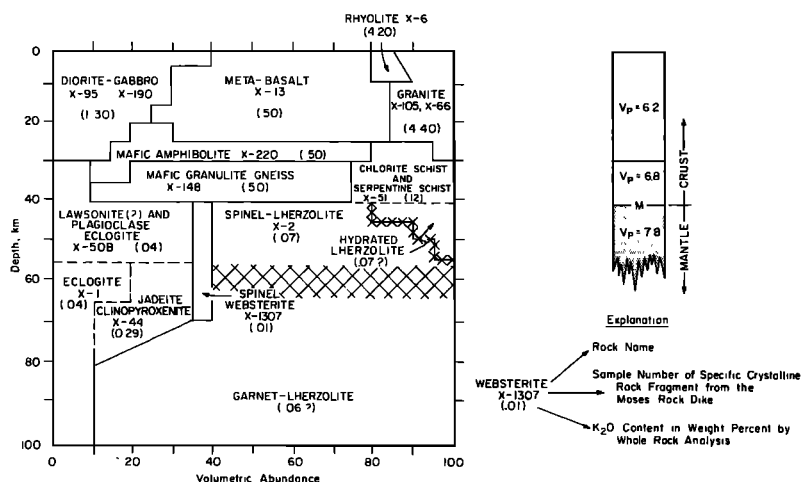 RHYOLITE X-6
(4 20)
0
20
40
60
80
100
Depth, km
DIORITE-GABBRO
X-95 X-190
(1 30)
META-BASALT
X-13
(50)
GRANITE
X-105, X-66
(4 40)
MAFIC AMPHIBOLITE X-220 (50)
MAFIC GRANULITE GNEISS
X-148 (50)
CHLORITE SCHIST
AND
SERPENTINE SCHIST
X-51 (12)
LAWSONITE(?) AND
PLAGIOCLASE
ECLOGITE
X-50B (04)
SPINEL-LHERZOLITE
X-2
(07)
HYDRATED
LHERZOLITE
(.07 ?)
ECLOGITE
X-1
(04)
JADEITE
CLINOPYROXENITE
X-44
(0 29)
SPINEL
WEBSTERITE
X-1307
(01)
GARNET-LHERZOLITE
(.06 ?)
0 20 40 60 80 100
Volumetric Abundance
Vp = 6 2
Vp = 6,8
M
Vp = 7 8
CRUST
MANTLE
Explanation
Rock Name
WEBSTERITE
X-1307
(.01)
Sample Number of Specific Crystalline
Rock Fragment from the
Moses Rock Dike
K2O Content in Weight Percent by
Whole Rock Analysis